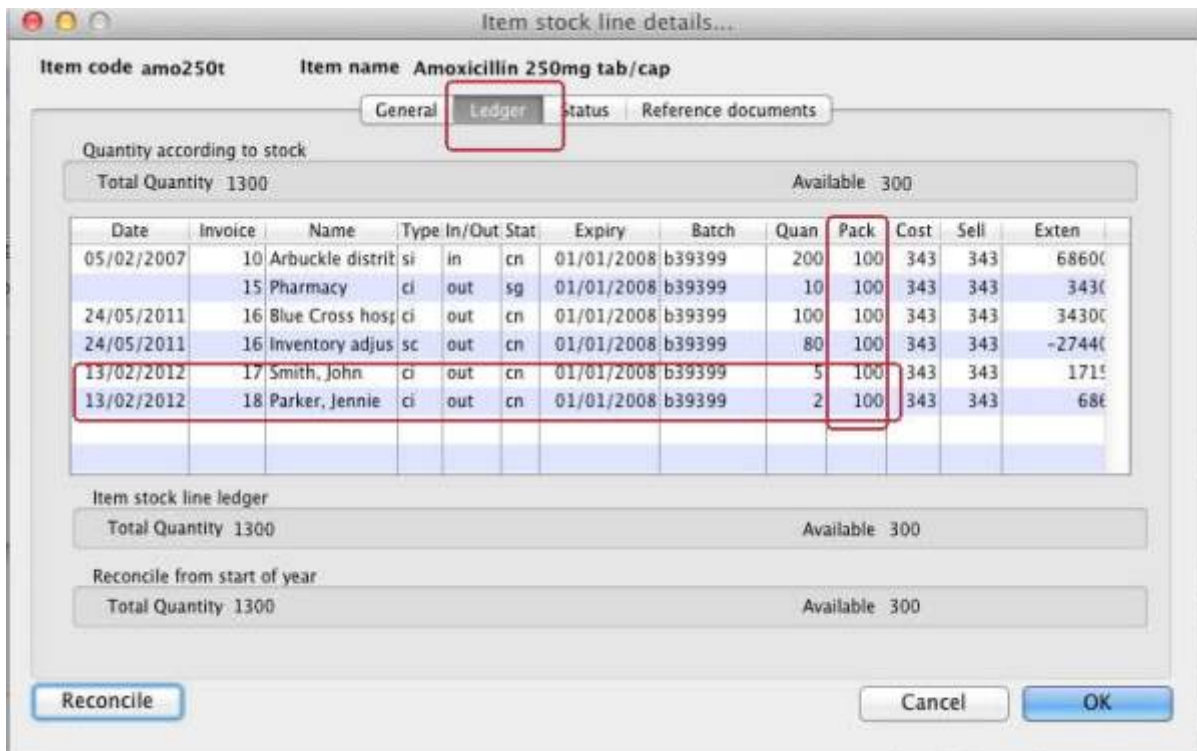 Item stock line details...
Item code amo250t Item name Amoxicillin 250mg tab/cap
General Ledger Status Reference documents
Quantity according to stock
Total Quantity 1300 Available 300
Date Invoice Name Type In/Out Stat Expiry Batch Quan Pack Cost Sell Exten
05/02/2007 10 Arbuckle distrit si in cn 01/01/2008 b39399 200 100 343 343 6860
15 Pharmacy ci out sg 01/01/2008 b39399 10 100 343 343 343
24/05/2011 16 Blue Cross hosp ci out cn 01/01/2008 b39399 100 100 343 343 3430
24/05/2011 16 Inventory adjus sc out cn 01/01/2008 b39399 80 100 343 343 -2744
13/02/2012 17 Smith, John ci out cn 01/01/2008 b39399 5 100 343 343 171
13/02/2012 18 Parker, Jennie ci out cn 01/01/2008 b39399 2 100 343 343 686
Item stock line ledger
Total Quantity 1300 Available 300
Reconcile from start of year
Total Quantity 1300 Available 300
Reconcile Cancel OK